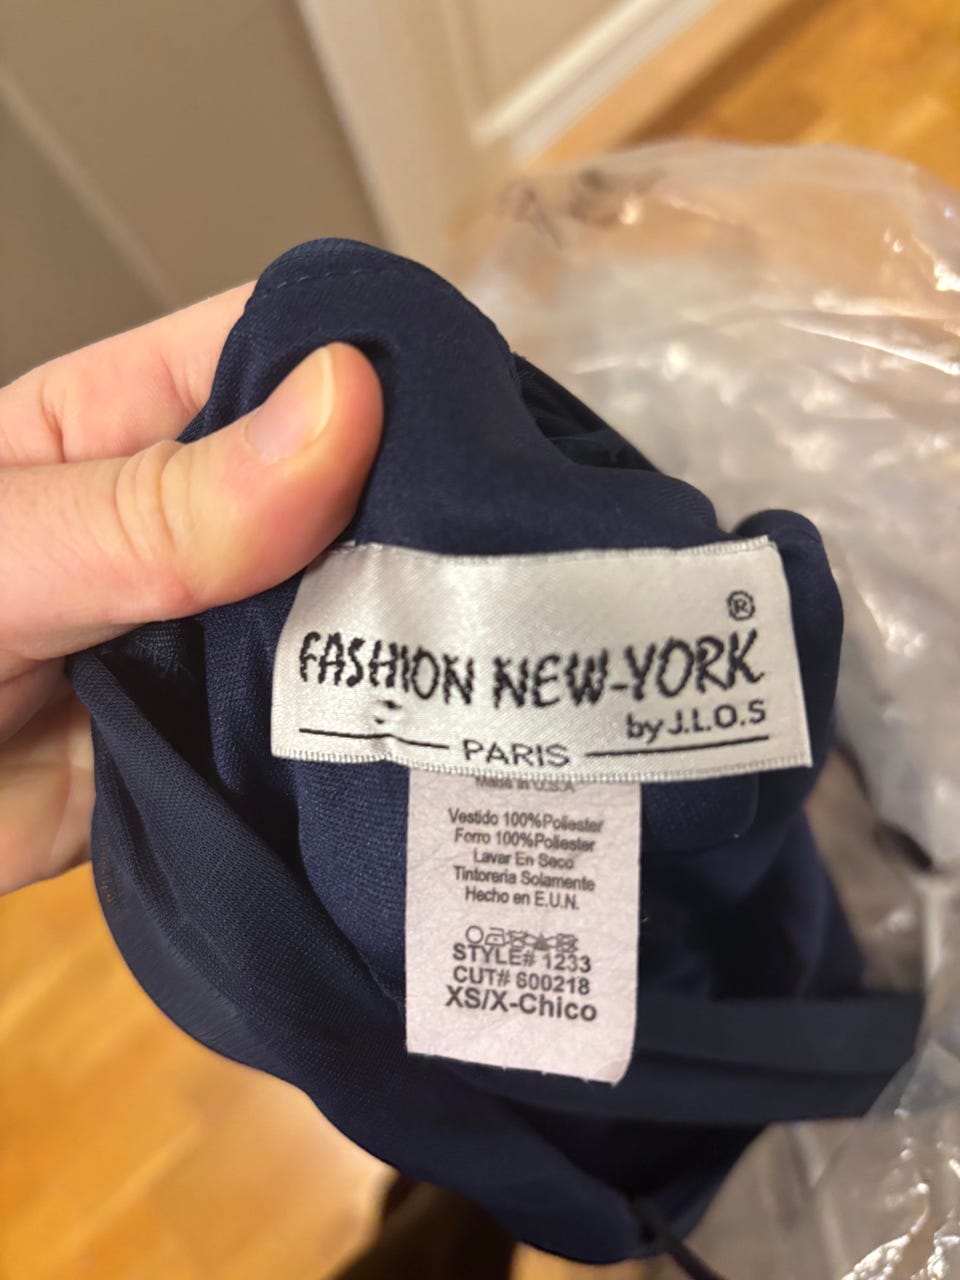 ®
FASHION NEW-YORK
by J.L.O.S
PARIS
Made in U.S.A
Vestido 100%Poliester
Forro 100%Poliester
Lavar En Seco
Tintoreria Solamente
Hecho en E.U.N.
STYLE# 1233
CUT# 600218
XS/X-Chico